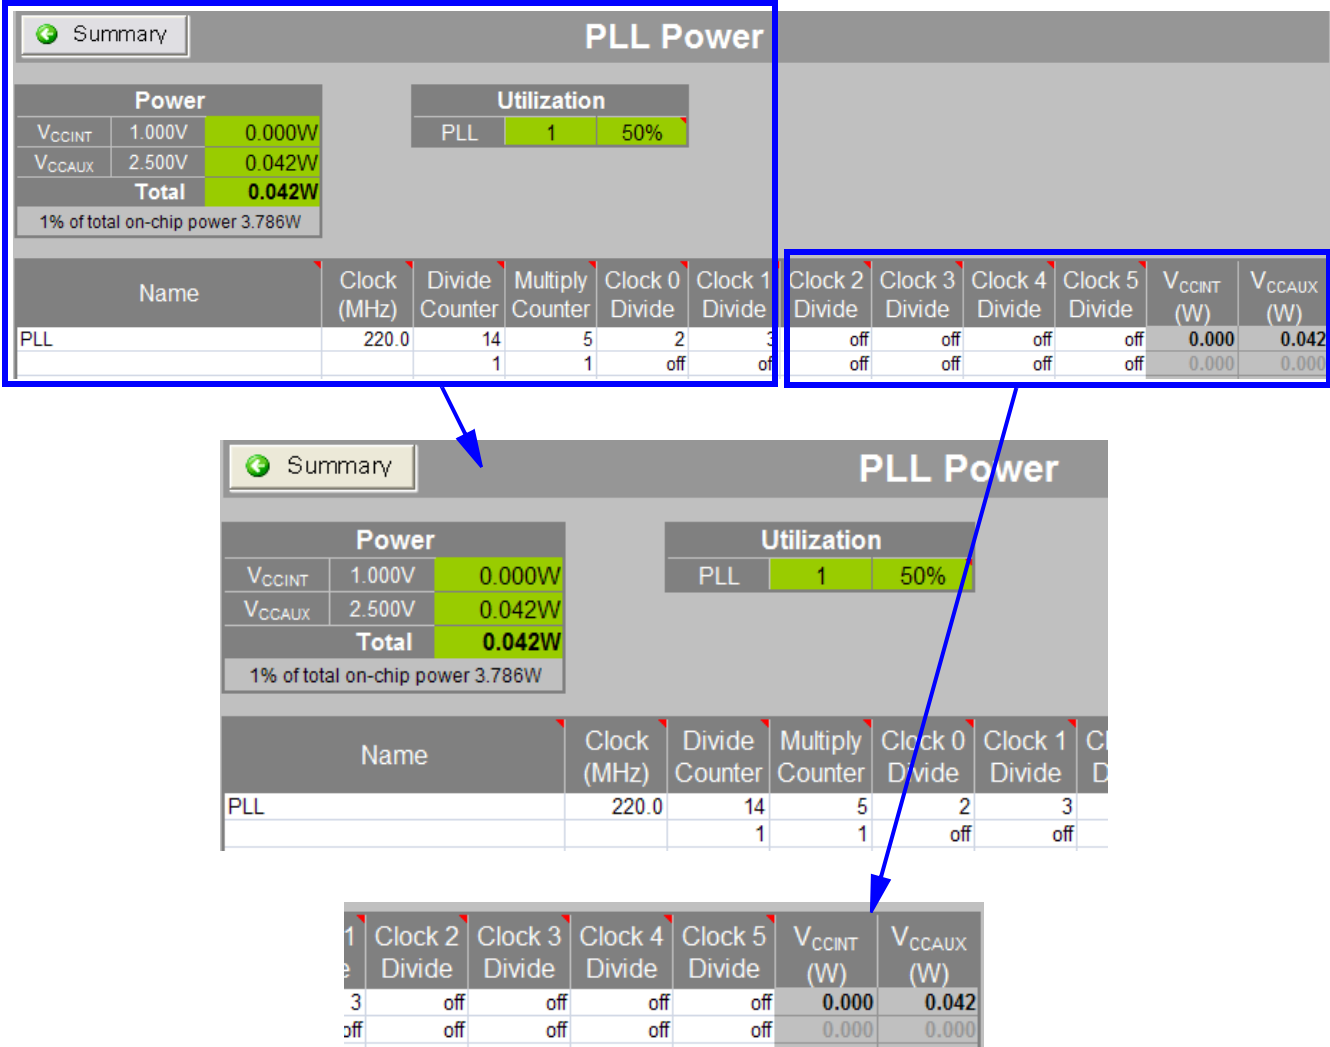 Summary
PLL Power
Power
Utilization
VCCINT 1.000V 0.000W
PLL 1 50%
VCCAUX 2.500V 0.042W
Total 0.042W
1% of total on-chip power 3.786W
Name Clock (MHz) Divide Counter Multiply Counter Clock 0 Divide Clock 1 Divide Clock 2 Divide Clock 3 Divide Clock 4 Divide Clock 5 Divide VCCINT (W) VCCAUX (W)
PLL 220.0 14 5 2 3 off off off off 0.000 0.042
1 1 off of off off off off 0.000 0.000
Summary
PLL Power
Power
Utilization
VCCINT 1.000V 0.000W
PLL 1 50%
VCCAUX 2.500V 0.042W
Total 0.042W
1% of total on-chip power 3.786W
Name Clock (MHz) Divide Counter Multiply Counter Clock 0 Divide Clock 1 Divide Cl D
PLL 220.0 14 5 2 3
1 1 off off
1 e Clock 2 Divide Clock 3 Divide Clock 4 Divide Clock 5 Divide VCCINT (W) VCCAUX (W)
3 off off off off 0.000 0.042
off off off off off 0.000 0.000